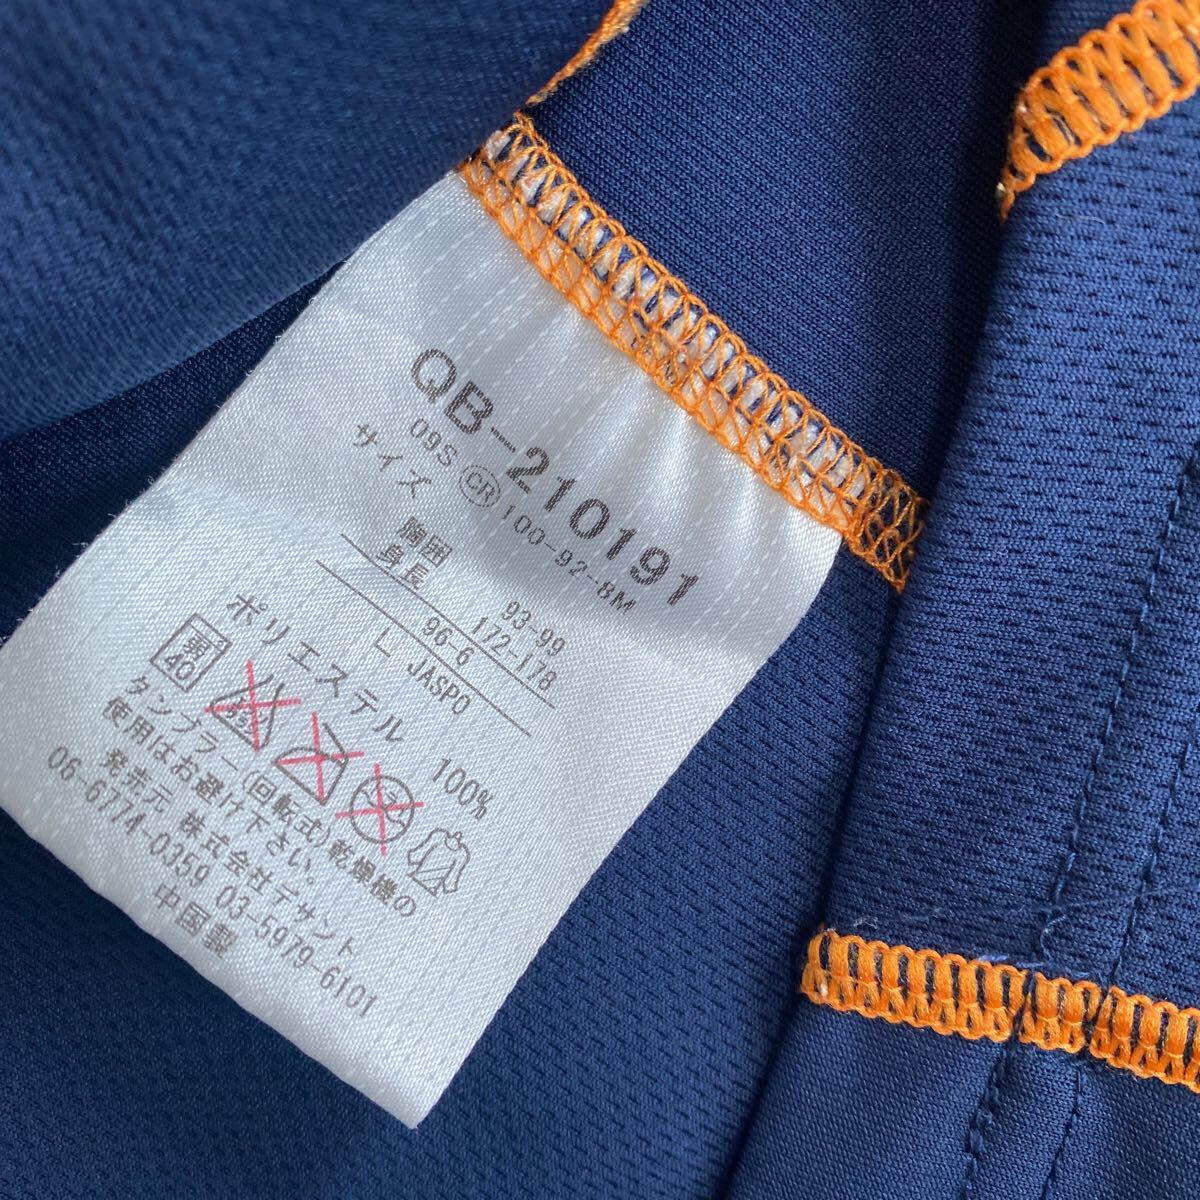 QB-210191
09S CR 100-92-8M
サイズ
胸囲 93-99
身長 172-178
96-6
L JASPO
ポリエステル 100%
弱 40
タンブラー(回転式)乾燥機の
使用はお避け下さい。
発売元 株式会社デサント
06-6774-0359 03-5979-6101
中国製